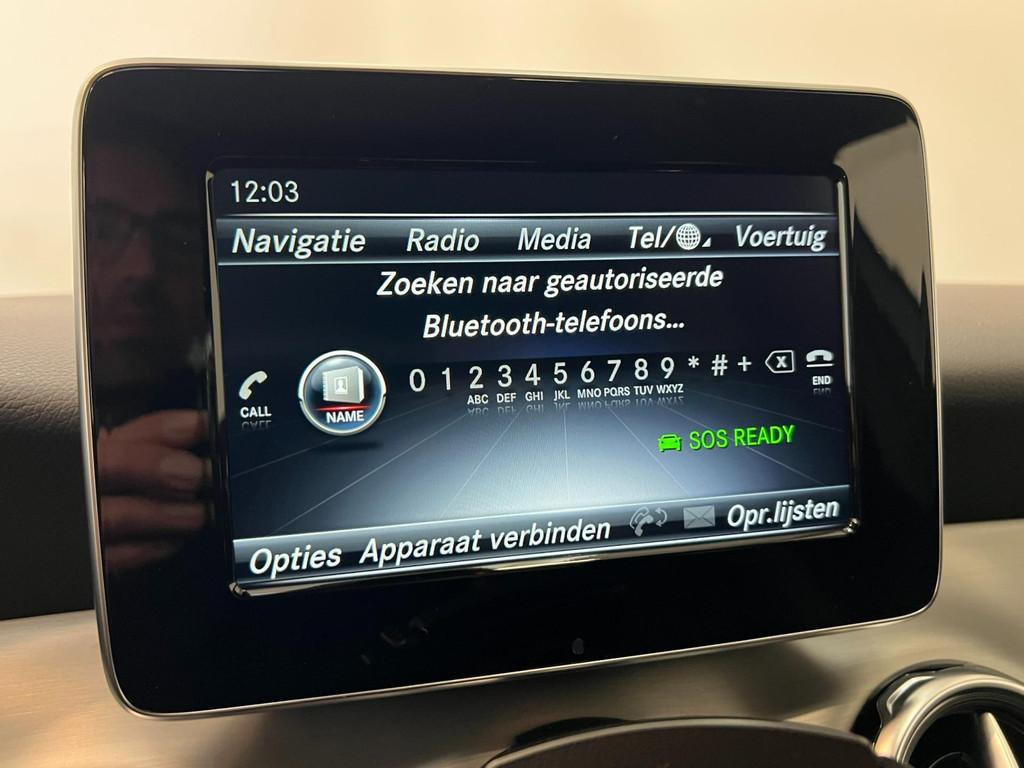 12:03
Navigatie Radio Media Tel/ Voertuig
Zoeken naar geautoriseerde
Bluetooth-telefoons...
CALL NAME 0 1 2 3 4 5 6 7 8 9 * # + END
ABC DEF GHI JKL MNO PQRS TUV WXYZ
SOS READY
Opties Apparaat verbinden Opr.lijsten